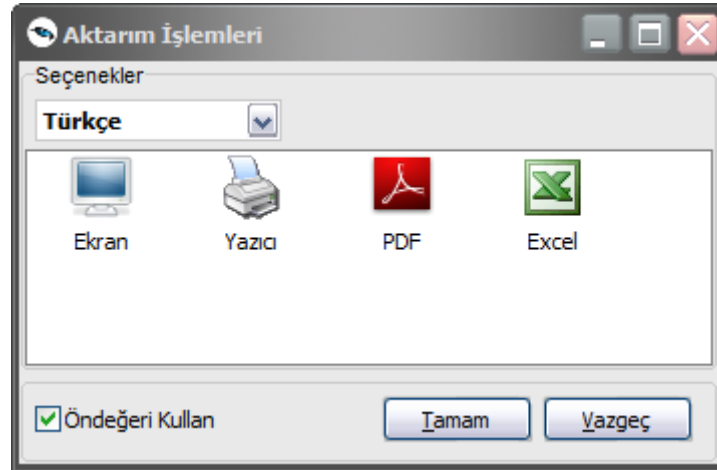 Aktarım İşlemleri
Seçenekler
Türkçe
Ekran Yazıcı PDF Excel
Öndeğeri Kullan Tamam Vazgeç